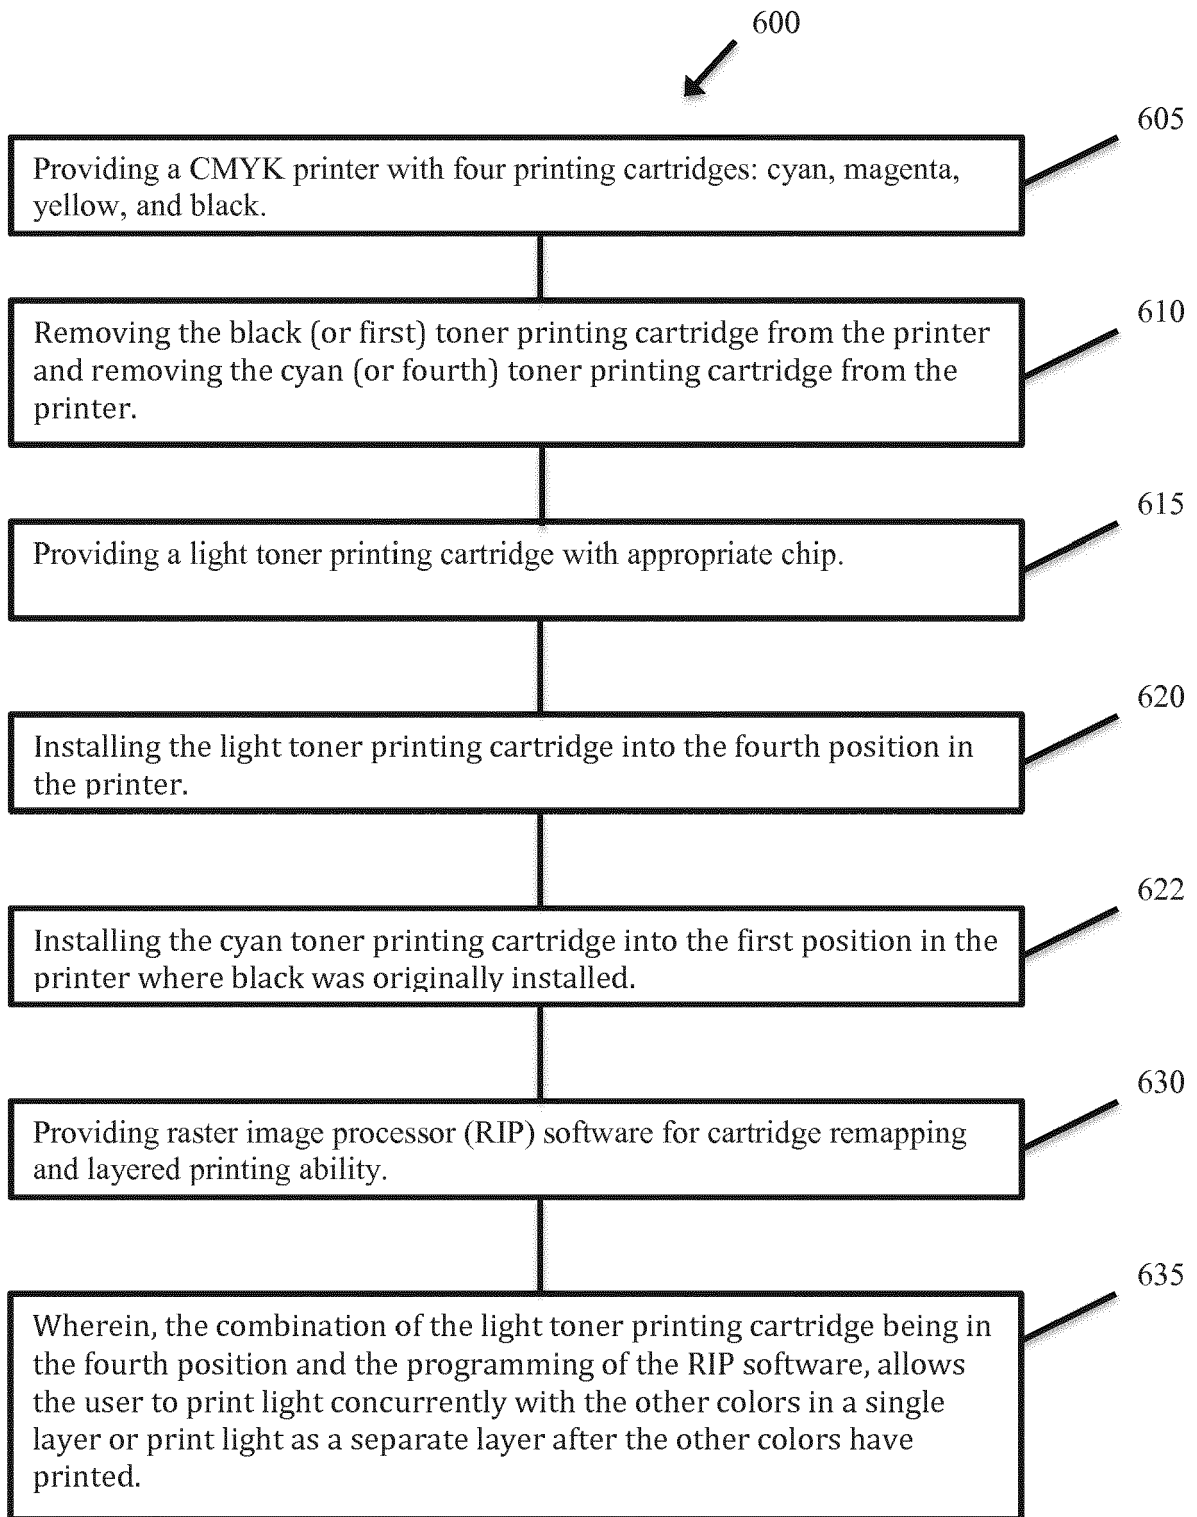 600
605
Providing a CMYK printer with four printing cartridges: cyan, magenta,
yellow, and black.
610
Removing the black (or first) toner printing cartridge from the printer
and removing the cyan (or fourth) toner printing cartridge from the
printer.
615
Providing a light toner printing cartridge with appropriate chip.
620
Installing the light toner printing cartridge into the fourth position in
the printer.
622
Installing the cyan toner printing cartridge into the first position in the
printer where black was originally installed.
630
Providing raster image processor (RIP) software for cartridge remapping
and layered printing ability.
635
Wherein, the combination of the light toner printing cartridge being in
the fourth position and the programming of the RIP software, allows
the user to print light concurrently with the other colors in a single
layer or print light as a separate layer after the other colors have
printed.